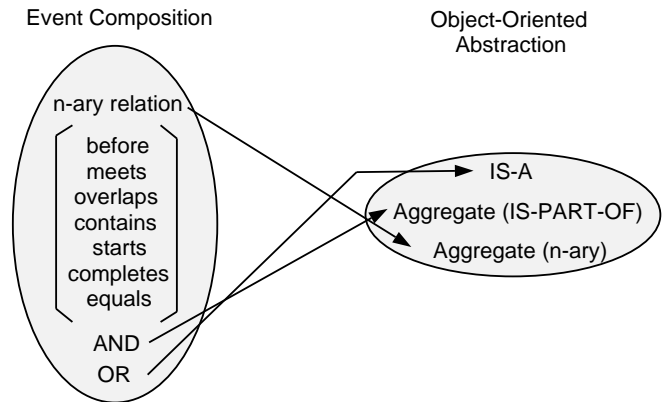 Event Composition
n-ary relation
before
meets
overlaps
contains
starts
completes
equals
AND
OR
Object-Oriented
Abstraction
IS-A
Aggregate (IS-PART-OF)
Aggregate (n-ary)